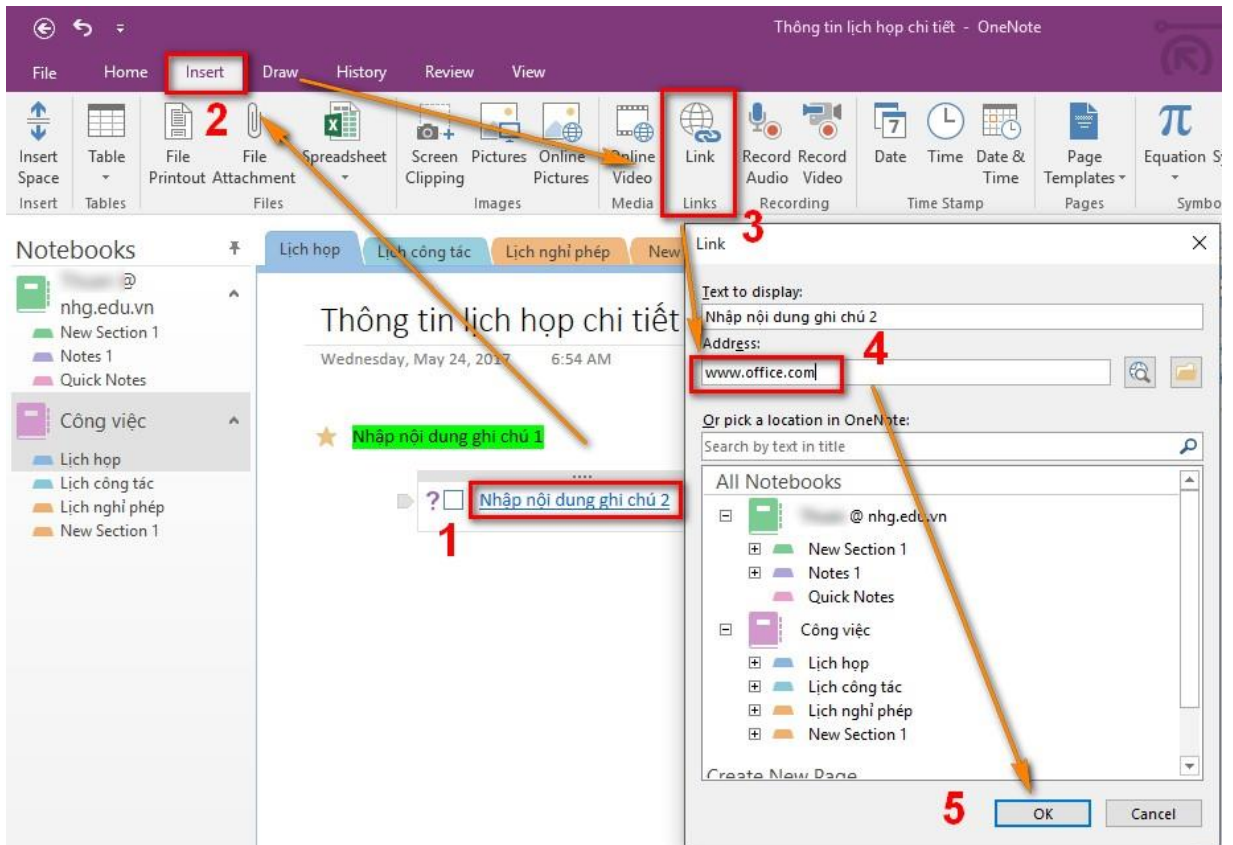 Thông tin lịch họp chi tiết - OneNote
File Home Insert Draw History Review View
2
Insert Space
Table
File Printout
File Attachment
Spreadsheet
Screen Clipping
Pictures
Online Pictures
Online Video
Link
Record Audio
Record Video
Date
Time
Date & Time
Page Templates
π
Equation
Insert Tables Files Images Media Links Recording Time Stamp Pages Symbo
3
Notebooks
@
nhg.edu.vn
New Section 1
Notes 1
Quick Notes
Công việc
Lịch họp
Lịch công tác
Lịch nghỉ phép
New Section 1
Lịch họp Lịch công tác Lịch nghỉ phép New
Thông tin lịch họp chi tiết
Wednesday, May 24, 2017 6:54 AM
Nhập nội dung ghi chú 1
? Nhập nội dung ghi chú 2
1
Link
Text to display:
Nhập nội dung ghi chú 2
Address:
4
www.office.com
Or pick a location in OneNote:
Search by text in title
All Notebooks
@ nhg.edu.vn
New Section 1
Notes 1
Quick Notes
Công việc
Lịch họp
Lịch công tác
Lịch nghỉ phép
New Section 1
Create New Page
5
OK Cancel